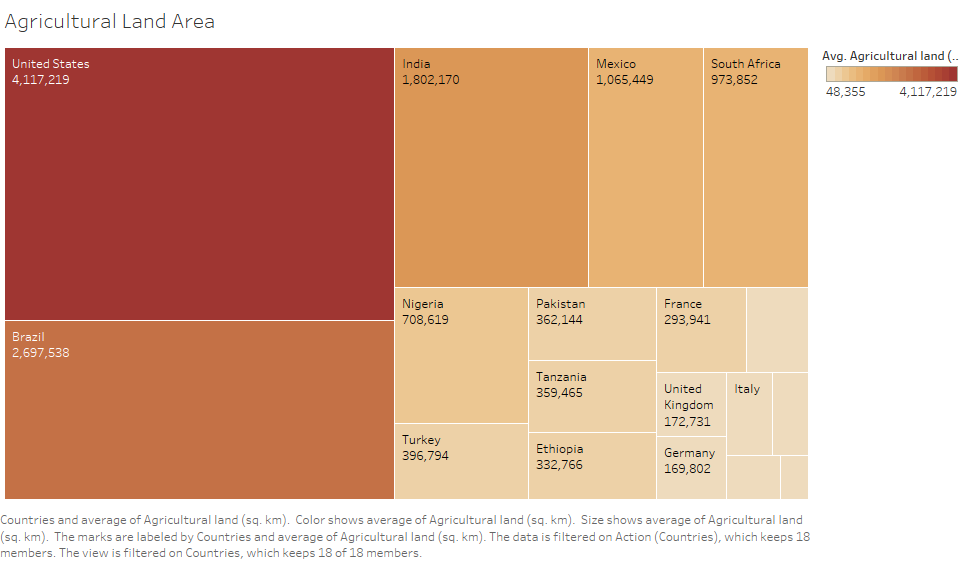 Agricultural Land Area
United States
4,117,219
India
1,802,170
Mexico
1,065,449
South Africa
973,852
Avg. Agricultural land (..
48,355
4,117,219
Brazil
2,697,538
Nigeria
708,619
Pakistan
362,144
France
293,941
Tanzania
359,465
United
Kingdom
172,731
Italy
Turkey
396,794
Ethiopia
332,766
Germany
169,802
Countries and average of Agricultural land (sq. km).  Color shows average of Agricultural land (sq. km).  Size shows average of Agricultural land
(sq. km).  The marks are labeled by Countries and average of Agricultural land (sq. km). The data is filtered on Action (Countries), which keeps 18
members. The view is filtered on Countries, which keeps 18 of 18 members.